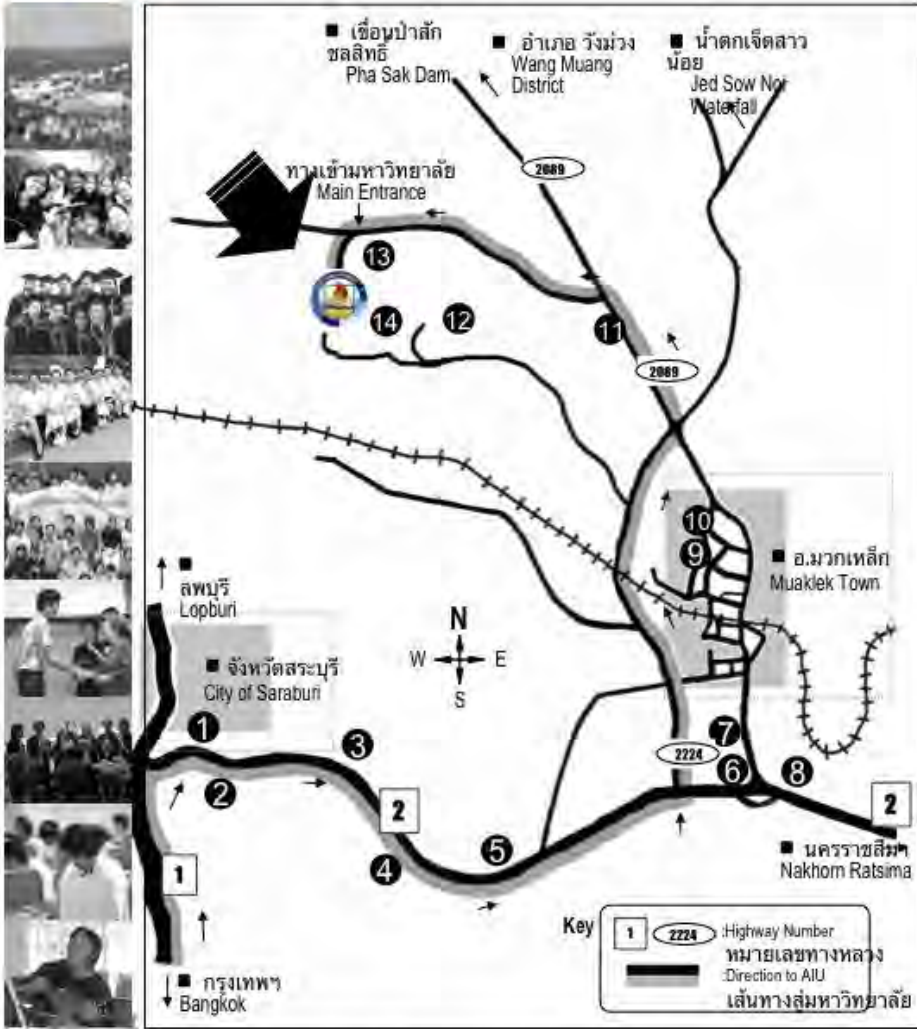 ■ เขื่อนป่าสัก
ชลสิทธิ์
Pha Sak Dam
■ อำเภอ วังม่วง
Wang Muang
District
■ น้ำตกเจ็ดสาว
น้อย
Jed Sow Noi
Waterfall
2089
ทางเข้ามหาวิทยาลัย
Main Entrance
13
14
12
11
2089
10
9
■ อ.มวกเหล็ก
Muaklek Town
■
ลพบุรี
Lopburi
N
W E
S
■ จังหวัดสระบุรี
City of Saraburi
1
2
3
2
4
5
2224
7
6
8
2
■ นครราชสีมา
Nakhorn Ratsima
1
■ กรุงเทพฯ
Bangkok
Key
1 2224 :Highway Number
หมายเลขทางหลวง
:Direction to AIU
เส้นทางสู่มหาวิทยาลัย